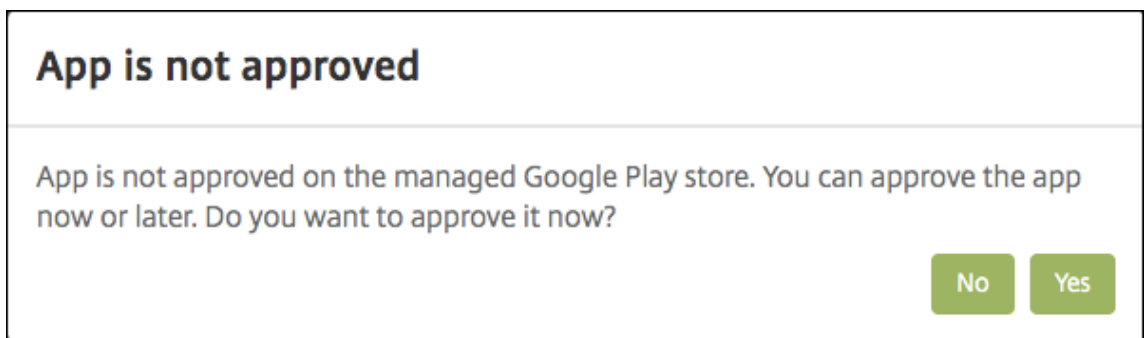 App is not approved
App is not approved on the managed Google Play store. You can approve the app
now or later. Do you want to approve it now?
No Yes